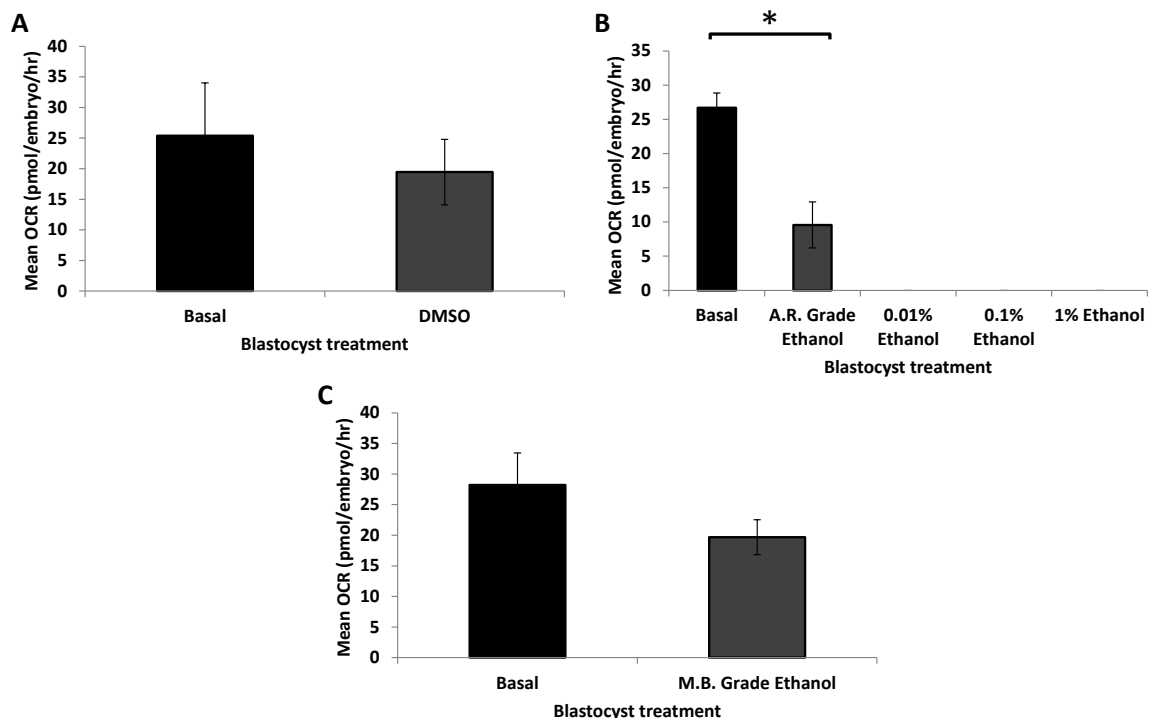 A
Mean OCR (pmol/embryo/hr)
40
35
30
25
20
15
10
5
0
Basal
DMSO
Blastocyst treatment
B
*
Mean OCR (pmol/embryo/hr)
35
30
25
20
15
10
5
0
Basal
A.R. Grade
Ethanol
0.01%
Ethanol
0.1%
Ethanol
1% Ethanol
Blastocyst treatment
C
Mean OCR (pmol/embryo/hr)
40
35
30
25
20
15
10
5
0
Basal
M.B. Grade Ethanol
Blastocyst treatment